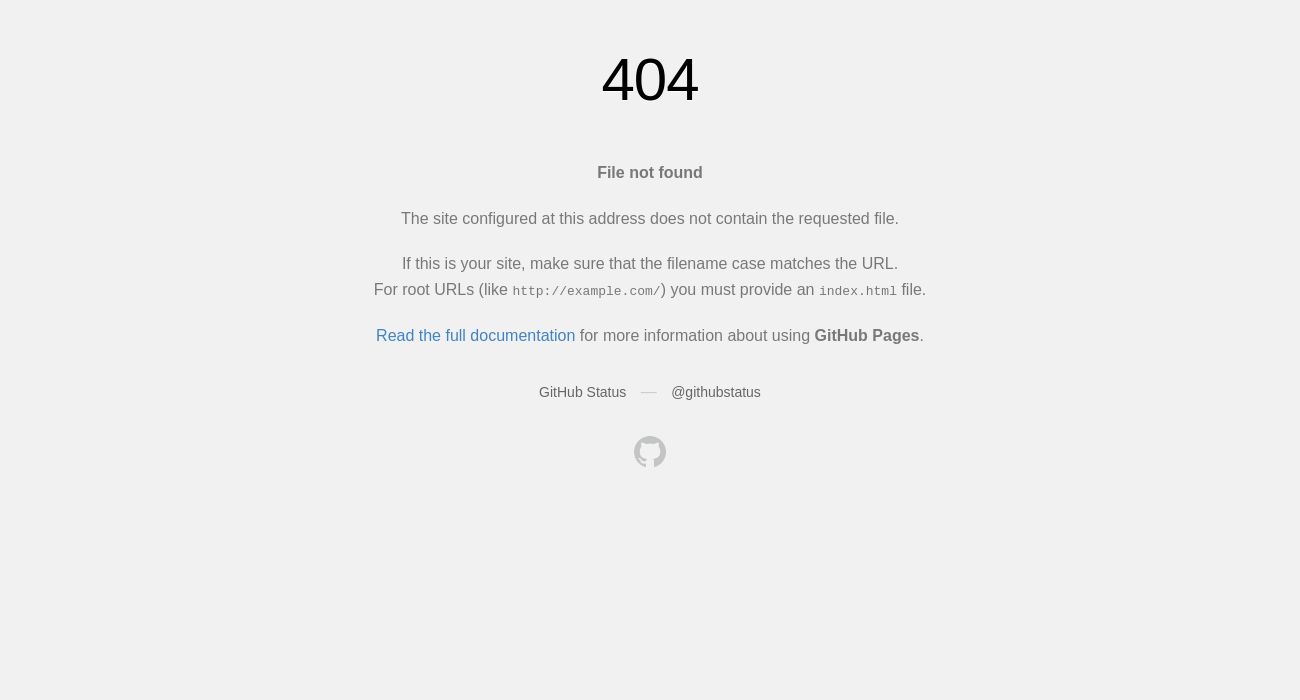 404
File not found
The site configured at this address does not contain the requested file.
If this is your site, make sure that the filename case matches the URL.
For root URLs (like http://example.com/) you must provide an index.html file.
Read the full documentation for more information about using GitHub Pages.
GitHub Status — @githubstatus